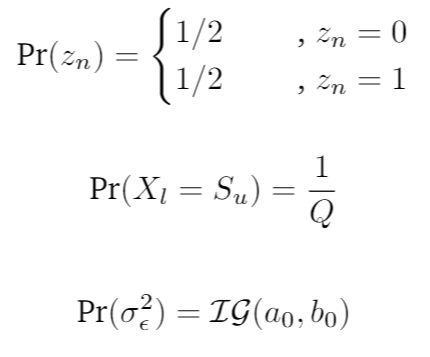 Pr(z_n) = { 1/2 , z_n = 0
1/2 , z_n = 1
Pr(X_l = S_u) = 1/Q
Pr(σ_ϵ^2) = 𝓘𝓖(a_0, b_0)